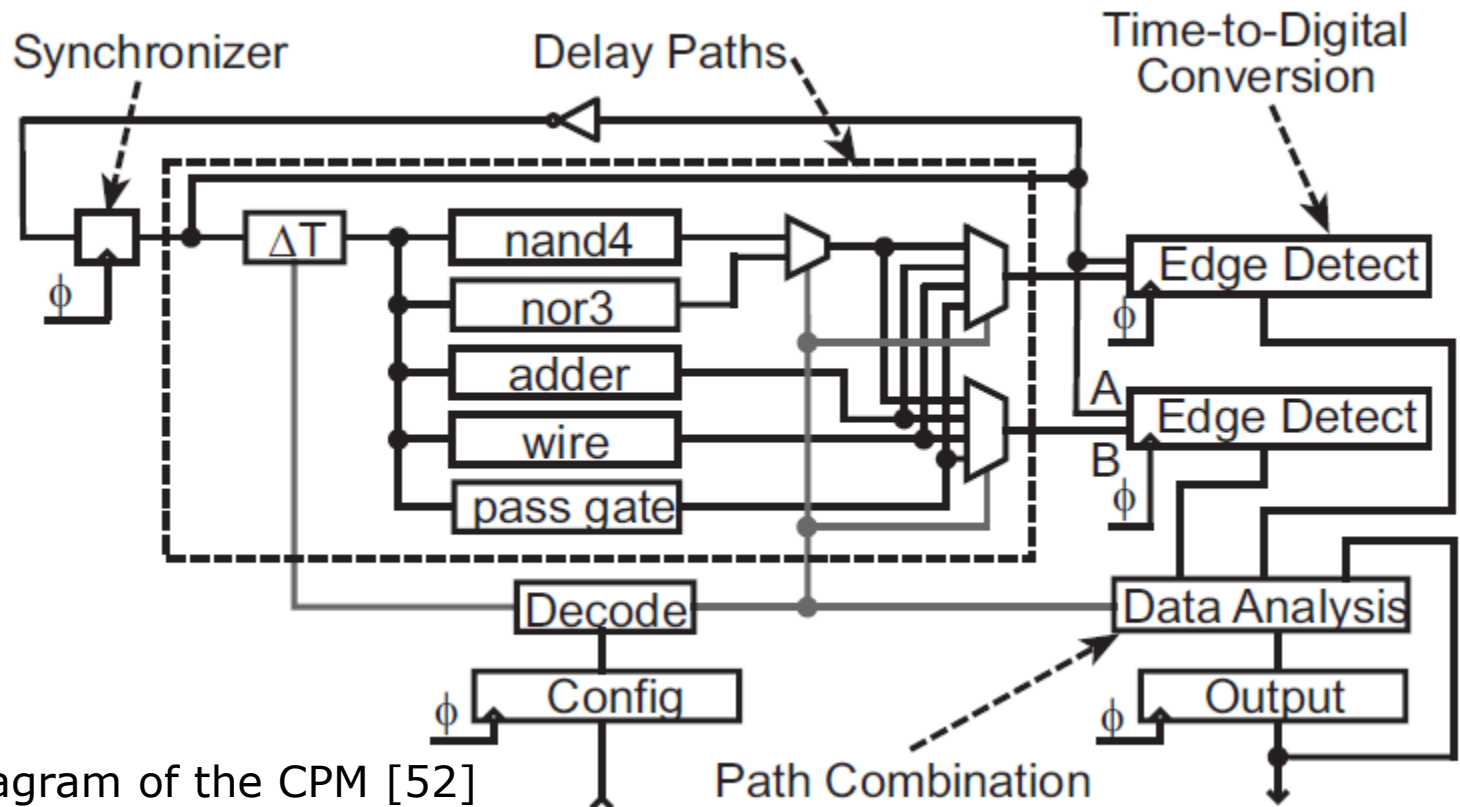 Synchronizer
Delay Paths
Time-to-Digital
Conversion
ΔT
nand4
nor3
adder
wire
pass gate
Edge Detect
Edge Detect
A
B
ϕ
ϕ
ϕ
Decode
Data Analysis
Config
Output
ϕ
ϕ
agram of the CPM [52]
Path Combination